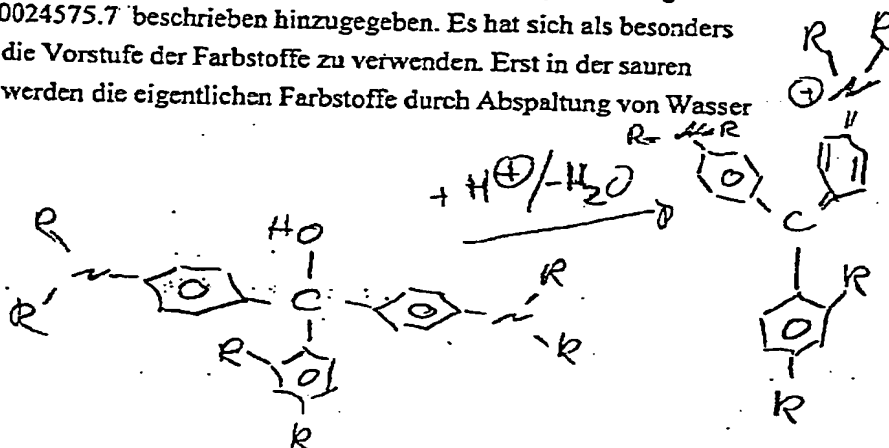 0024575.7 beschrieben hinzugegeben. Es hat sich als besonders
die Vorstufe der Farbstoffe zu verwenden. Erst in der sauren
werden die eigentlichen Farbstoffe durch Abspaltung von Wasser
R R
⊕ N
R- N-R
+ H⊕/-H₂O
HO
C
R
N
R'
C
N
R
R
R
R
R
R